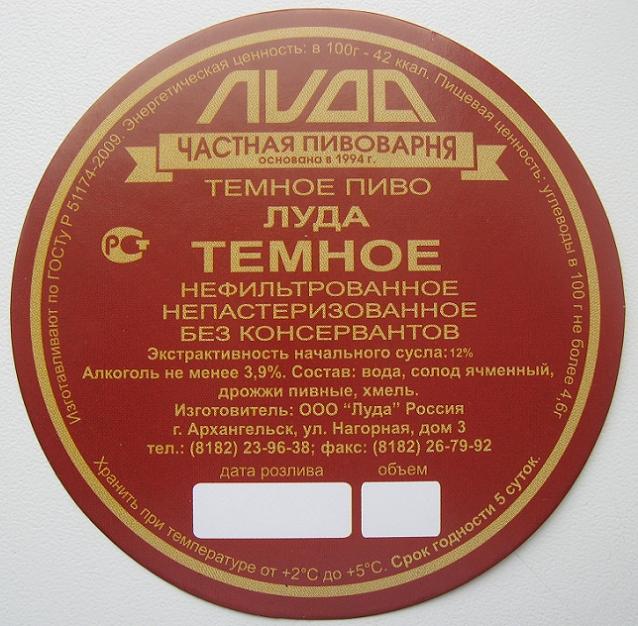 Изготавливают по ГОСТу Р 51174-2009. Энергетическая ценность: в 100г - 42 ккал. Пищевая ценность: углеводы в 100 г не более 4,6г
ЛУДА
ЧАСТНАЯ ПИВОВАРНЯ
основана в 1994 г.
ТЕМНОЕ ПИВО
ЛУДА
РСТ
ТЕМНОЕ
НЕФИЛЬТРОВАННОЕ
НЕПАСТЕРИЗОВАННОЕ
БЕЗ КОНСЕРВАНТОВ
Экстрактивность начального сусла: 12%
Алкоголь не менее 3,9%. Состав: вода, солод ячменный,
дрожжи пивные, хмель.
Изготовитель: ООО "Луда" Россия
г. Архангельск, ул. Нагорная, дом 3
тел.: (8182) 23-96-38; факс: (8182) 26-79-92
дата розлива объем
Хранить при температуре от +2°С до +5°С. Срок годности 5 суток.